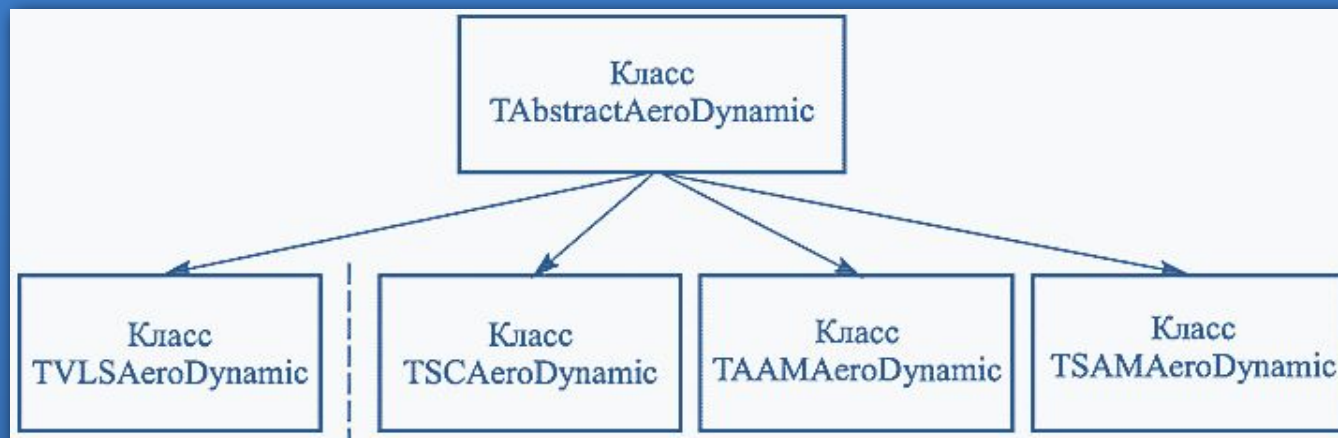 Класс
TAbstractAeroDynamic
Класс
TVLSAeroDynamic
Класс
TSCAeroDynamic
Класс
TAAMAeroDynamic
Класс
TSAMAeroDynamic